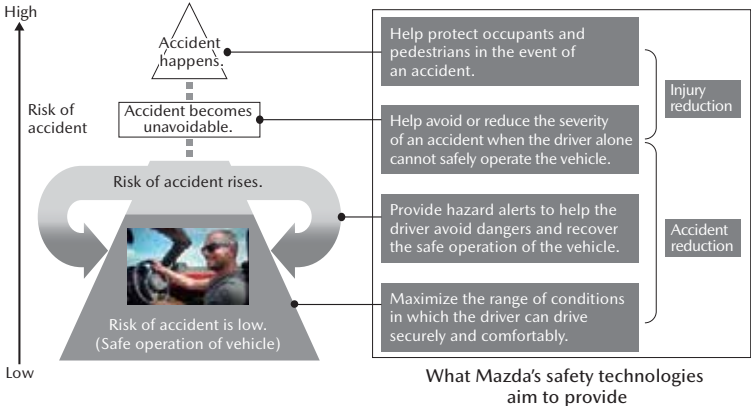 High
Accident
happens.
Risk of
accident
Accident becomes
unavoidable.
Risk of accident rises.
Risk of accident is low.
(Safe operation of vehicle)
Low
Help protect occupants and
pedestrians in the event of
an accident.
Help avoid or reduce the severity
of an accident when the driver alone
cannot safely operate the vehicle.
Provide hazard alerts to help the
driver avoid dangers and recover
the safe operation of the vehicle.
Maximize the range of conditions
in which the driver can drive
securely and comfortably.
Injury
reduction
Accident
reduction
What Mazda’s safety technologies
aim to provide